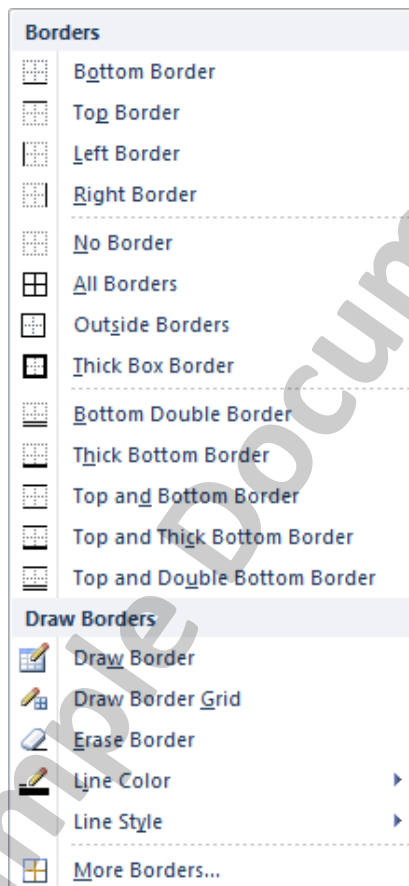 Borders
Bottom Border
Top Border
Left Border
Right Border
No Border
All Borders
Outside Borders
Thick Box Border
Bottom Double Border
Thick Bottom Border
Top and Bottom Border
Top and Thick Bottom Border
Top and Double Bottom Border
Draw Borders
Draw Border
Draw Border Grid
Erase Border
Line Color
Line Style
More Borders...